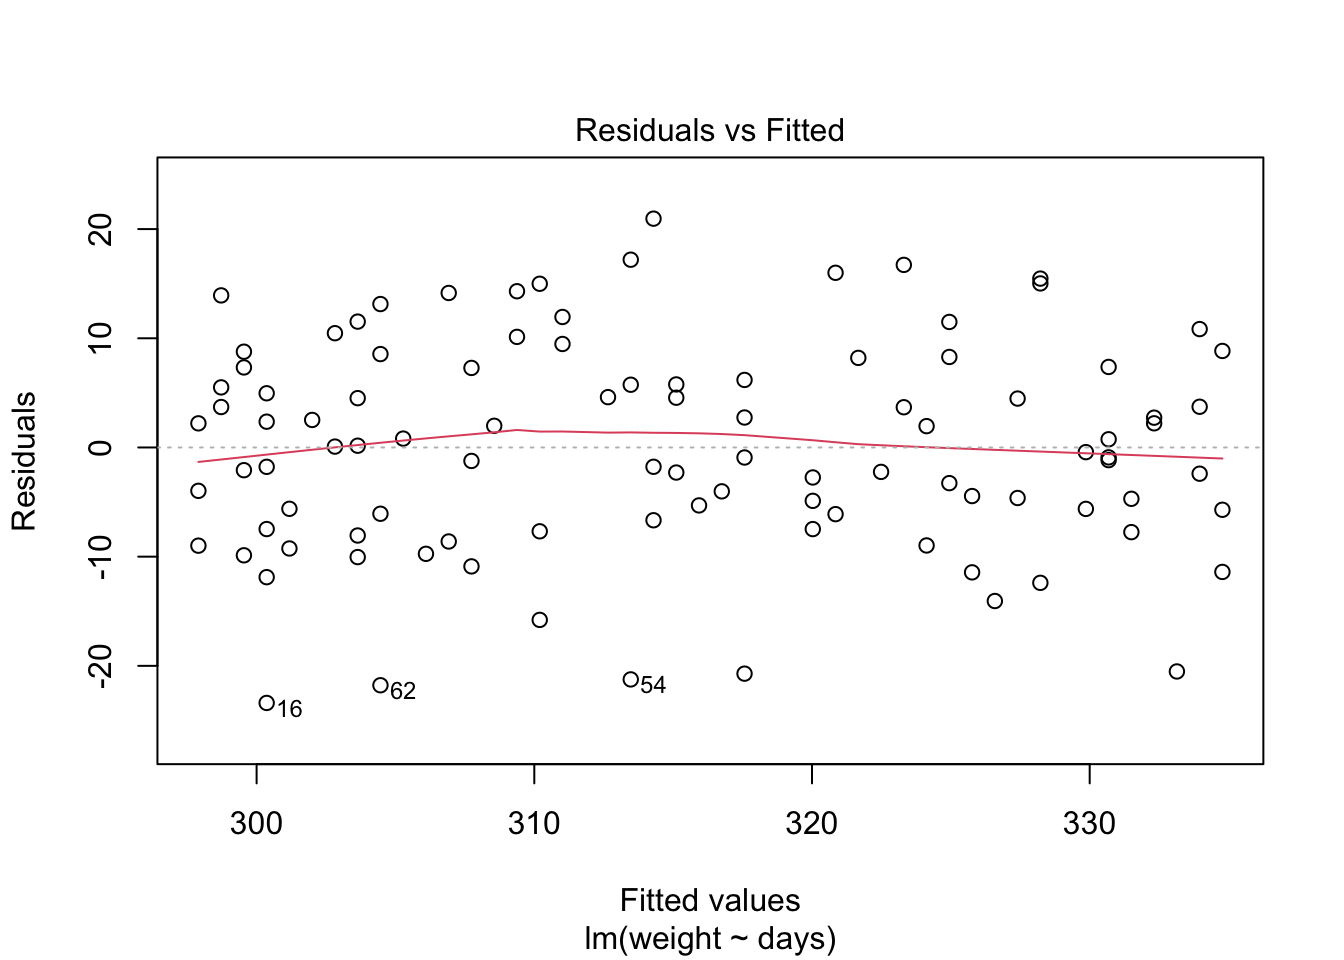 Residuals vs Fitted
Residuals
20
10
0
-10
-20
16
62
54
300 310 320 330
Fitted values
lm(weight ~ days)